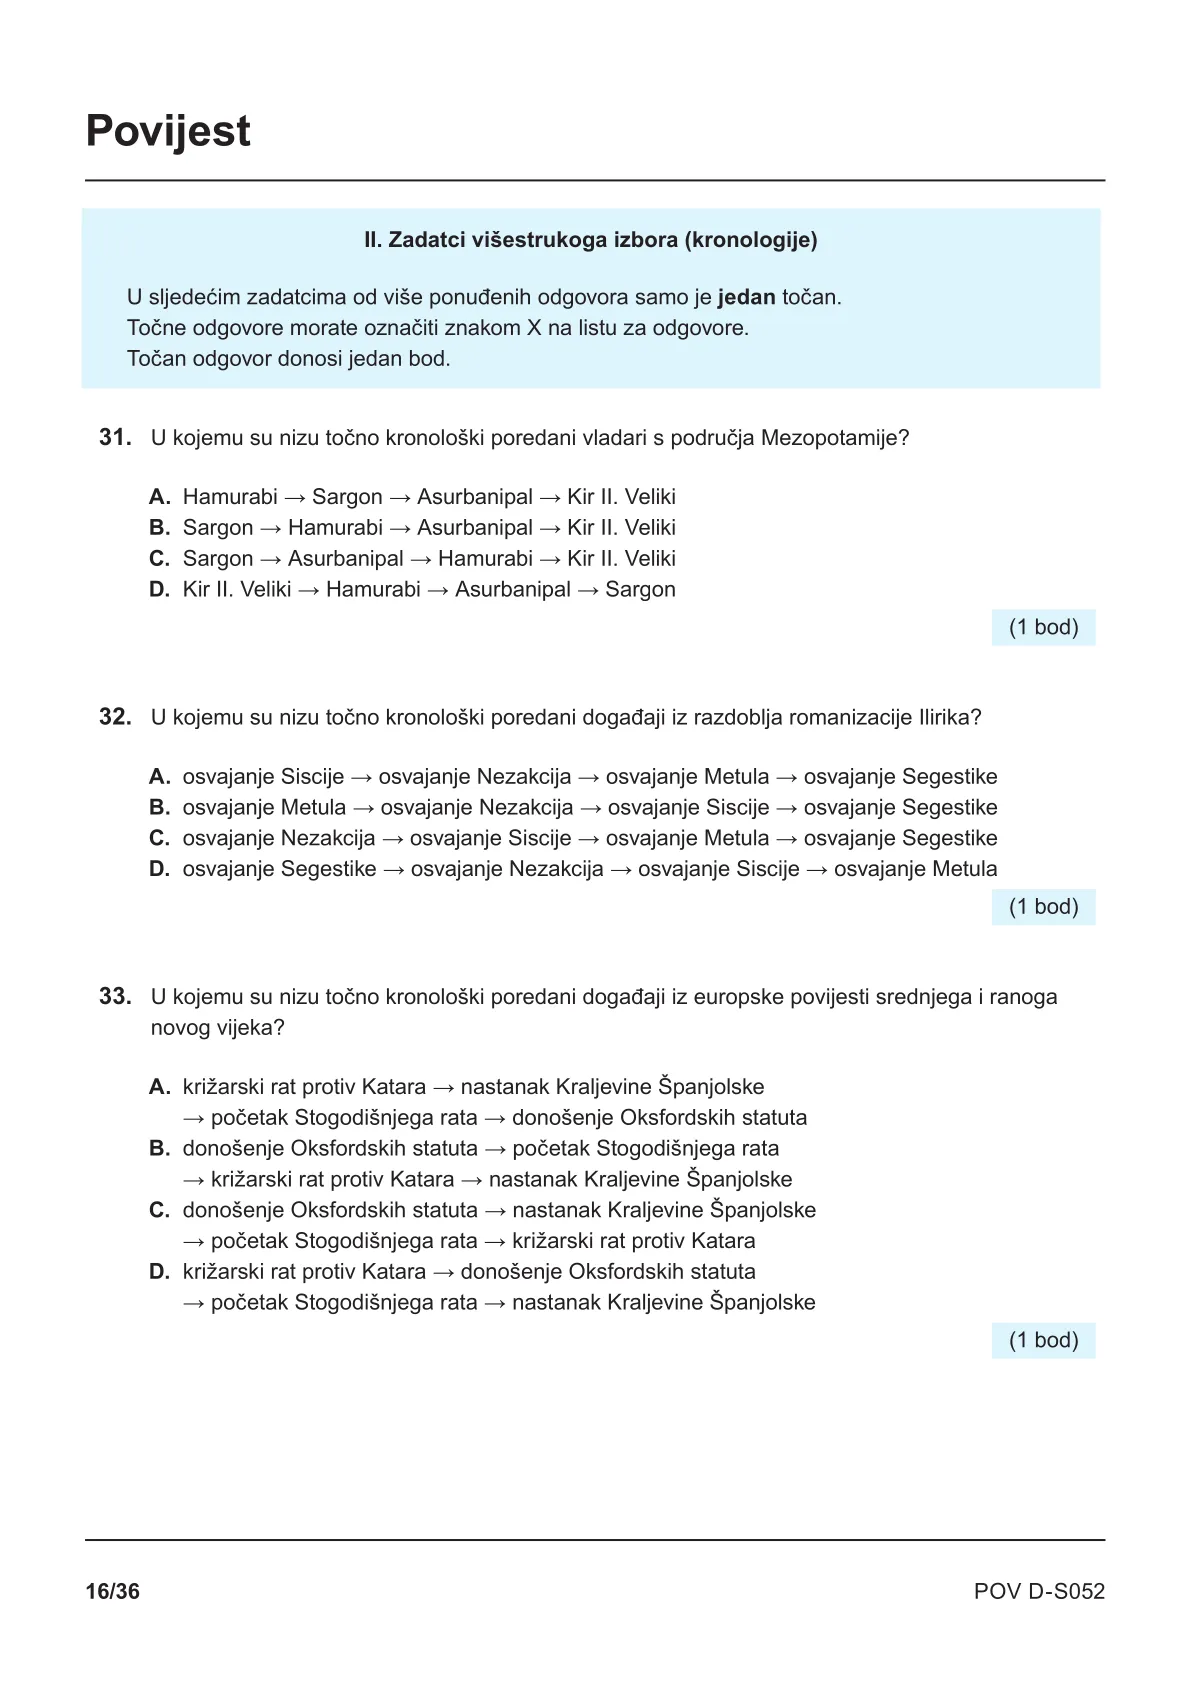 Povijest
II. Zadatci višestrukoga izbora (kronologije)
U sljedećim zadatcima od više ponuđenih odgovora samo je jedan točan.
Točne odgovore morate označiti znakom X na listu za odgovore.
Točan odgovor donosi jedan bod.
31. U kojemu su nizu točno kronološki poredani vladari s područja Mezopotamije?
A. Hamurabi → Sargon → Asurbanipal → Kir II. Veliki
B. Sargon → Hamurabi → Asurbanipal → Kir II. Veliki
C. Sargon → Asurbanipal → Hamurabi → Kir II. Veliki
D. Kir II. Veliki → Hamurabi → Asurbanipal → Sargon
(1 bod)
32. U kojemu su nizu točno kronološki poredani događaji iz razdoblja romanizacije Ilirika?
A. osvajanje Siscije → osvajanje Nezakcija → osvajanje Metula → osvajanje Segestike
B. osvajanje Metula → osvajanje Nezakcija → osvajanje Siscije → osvajanje Segestike
C. osvajanje Nezakcija → osvajanje Siscije → osvajanje Metula → osvajanje Segestike
D. osvajanje Segestike → osvajanje Nezakcija → osvajanje Siscije → osvajanje Metula
(1 bod)
33. U kojemu su nizu točno kronološki poredani događaji iz europske povijesti srednjega i ranoga
novog vijeka?
A. križarski rat protiv Katara → nastanak Kraljevine Španjolske
→ početak Stogodišnjega rata → donošenje Oksfordskih statuta
B. donošenje Oksfordskih statuta → početak Stogodišnjega rata
→ križarski rat protiv Katara → nastanak Kraljevine Španjolske
C. donošenje Oksfordskih statuta → nastanak Kraljevine Španjolske
→ početak Stogodišnjega rata → križarski rat protiv Katara
D. križarski rat protiv Katara → donošenje Oksfordskih statuta
→ početak Stogodišnjega rata → nastanak Kraljevine Španjolske
(1 bod)
16/36
POV D-S052